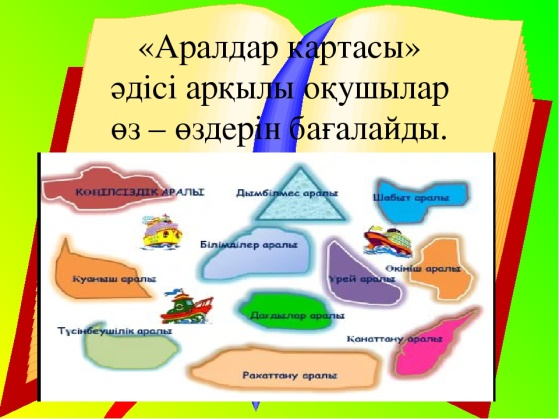 «Аралдар картасы»
әдісі арқылы оқушылар
өз – өздерін бағалайды.
КӨҢІЛСІЗДІК АРАЛЫ
Дымбілмес аралы
Шабыт аралы
Білімділер аралы
Қуаныш аралы
Үрей аралы
Өкініш аралы
Дағдылар аралы
Түсінбеушілік аралы
Қанаттану аралы
Рахаттану аралы